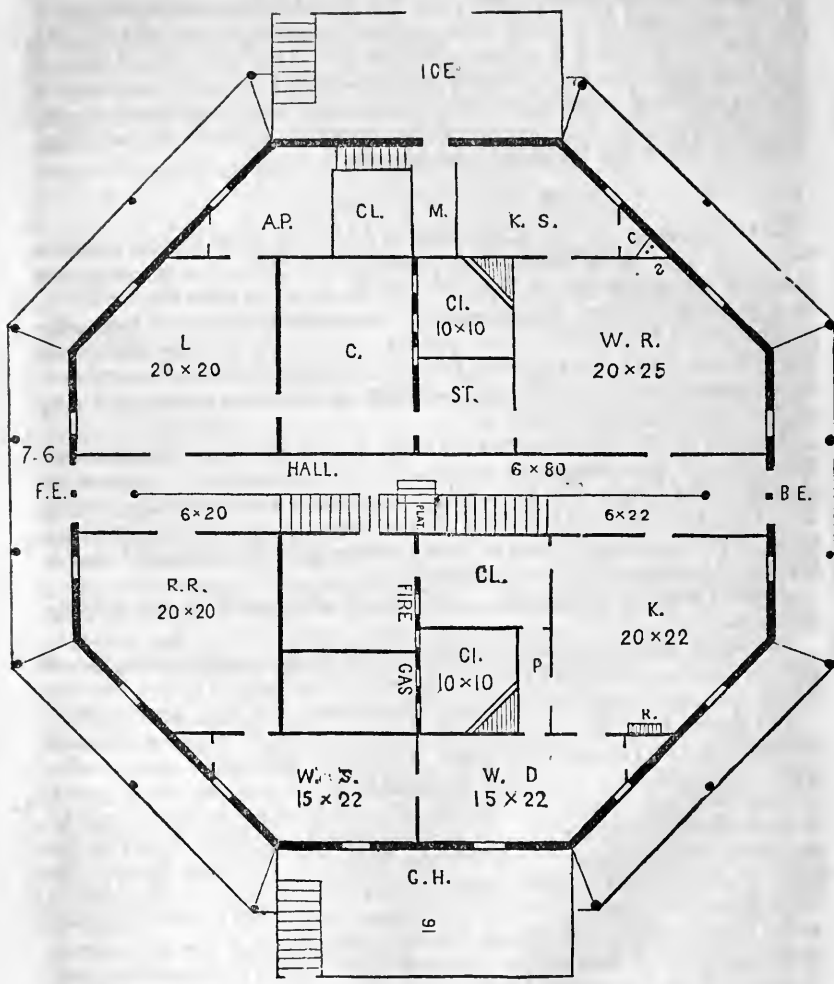 ICE
A.P.
CL.
M.
K. S.
C
2
L
20 × 20
C.
Cl.
10 × 10
ST.
W. R.
20 × 25
7.6
HALL.
6 × 80
F.E.
6 × 20
PLAT.
6 × 22
B E.
R.R.
20 × 20
FIRE
GAS
CL.
Cl.
10 × 10
P
K.
20 × 22
R.
W. S.
15 × 22
W. D
15 × 22
G.H.
16